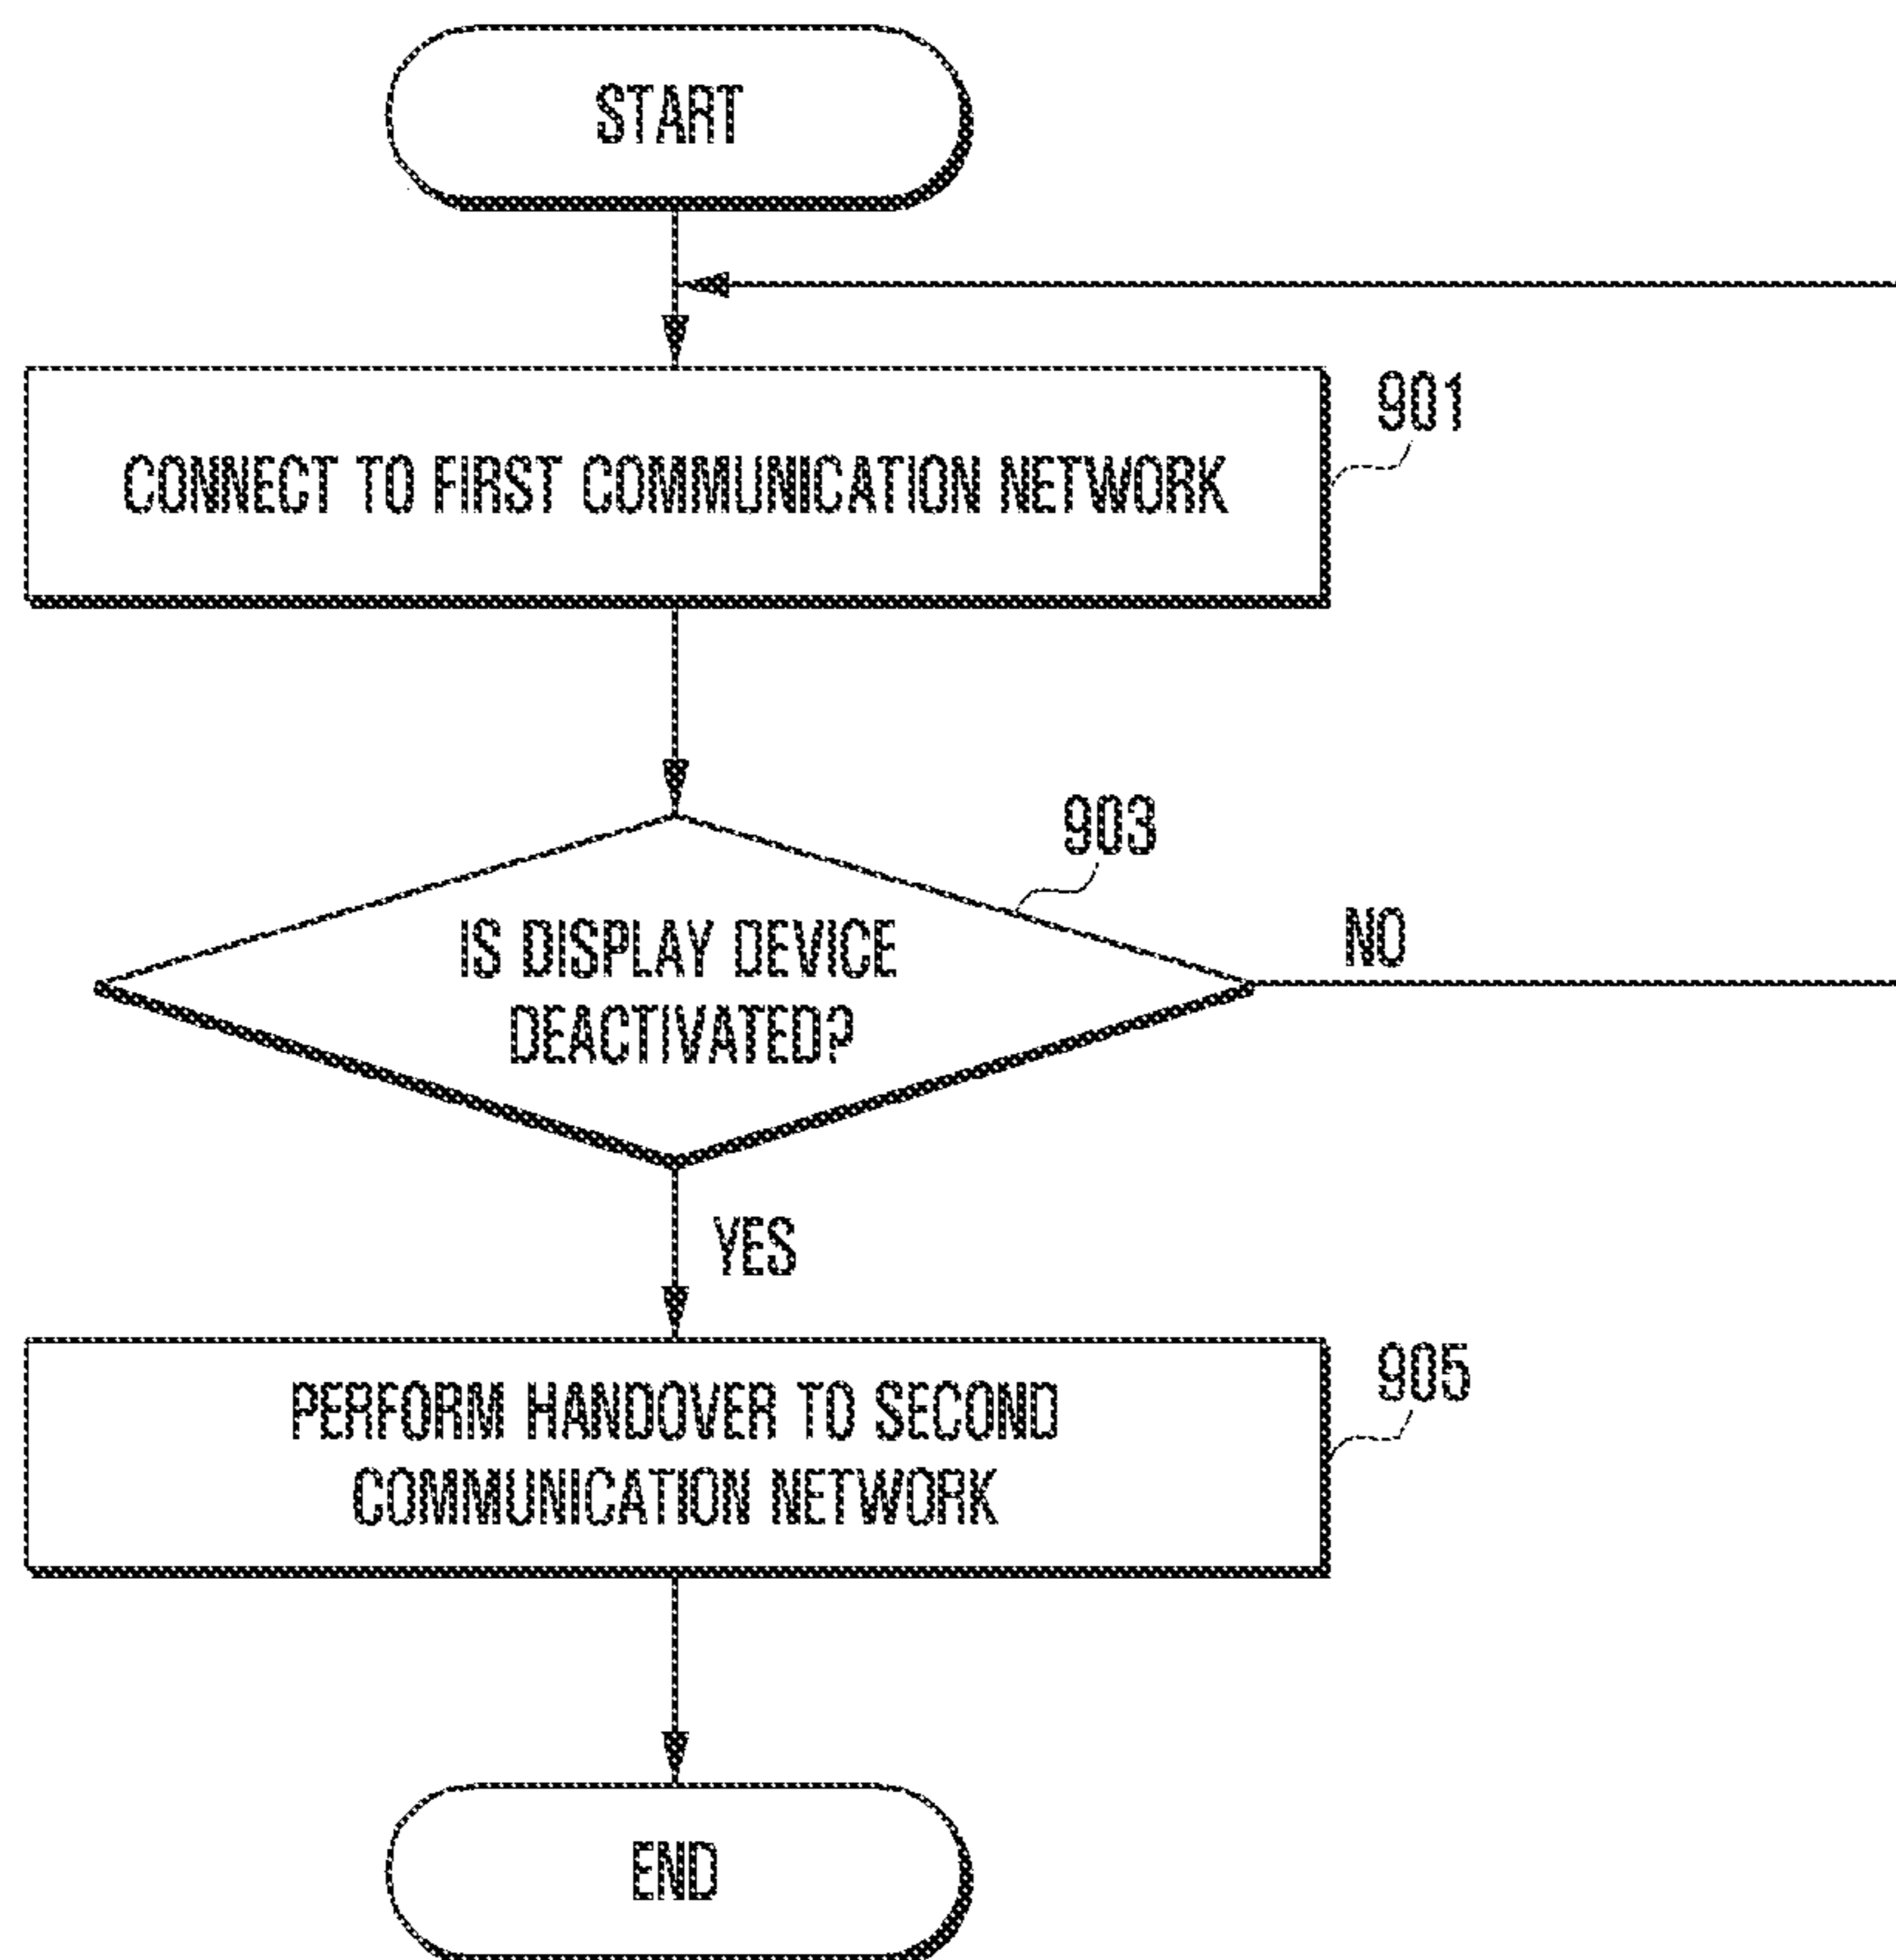 START
CONNECT TO FIRST COMMUNICATION NETWORK
901
903
IS DISPLAY DEVICE
DEACTIVATED?
NO
YES
PERFORM HANDOVER TO SECOND
COMMUNICATION NETWORK
905
END